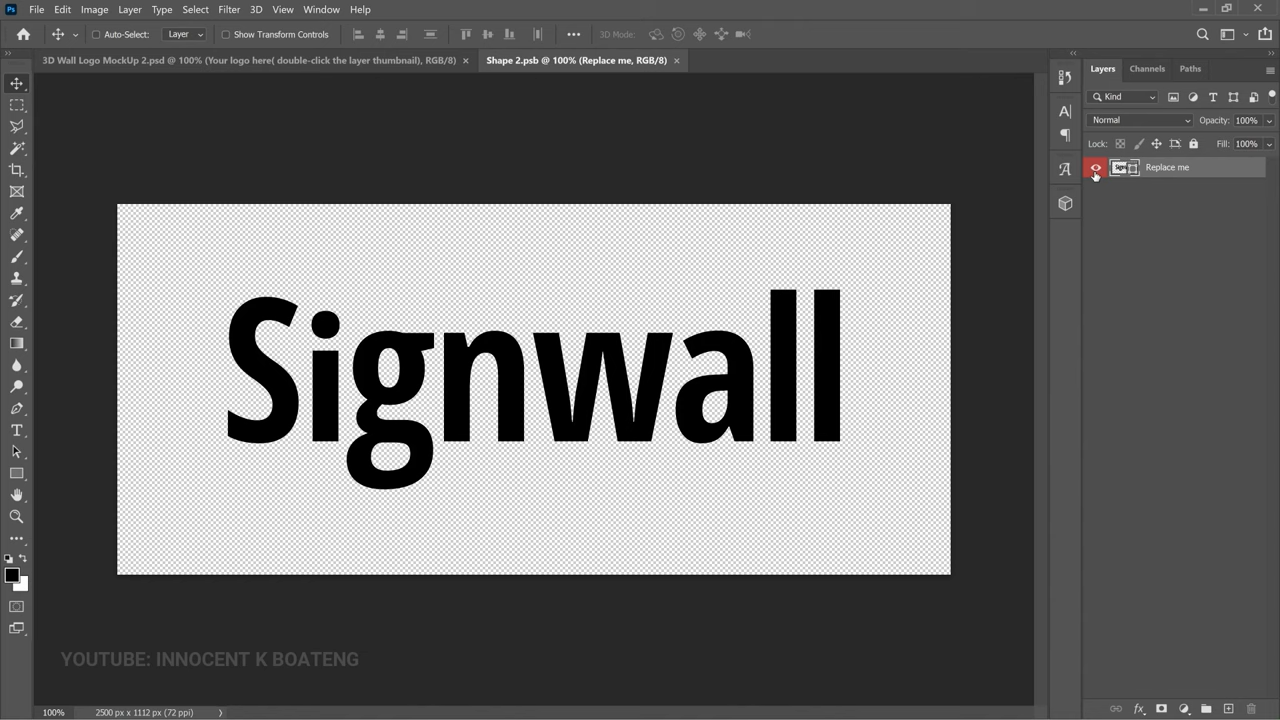 Ps File Edit Image Layer Type Select Filter 3D View Window Help
Auto-Select: Layer Show Transform Controls 3D Mode:
3D Wall Logo MockUp 2.psd @ 100% (Your logo here( double-click the layer thumbnail), RGB/8) × Shape 2.psb @ 100% (Replace me, RGB/8) ×
Layers Channels Paths
Kind
Normal Opacity: 100%
Lock: Fill: 100%
Replace me
Signwall
YOUTUBE: INNOCENT K BOATENG
100% 2500 px x 1112 px (72 ppi)